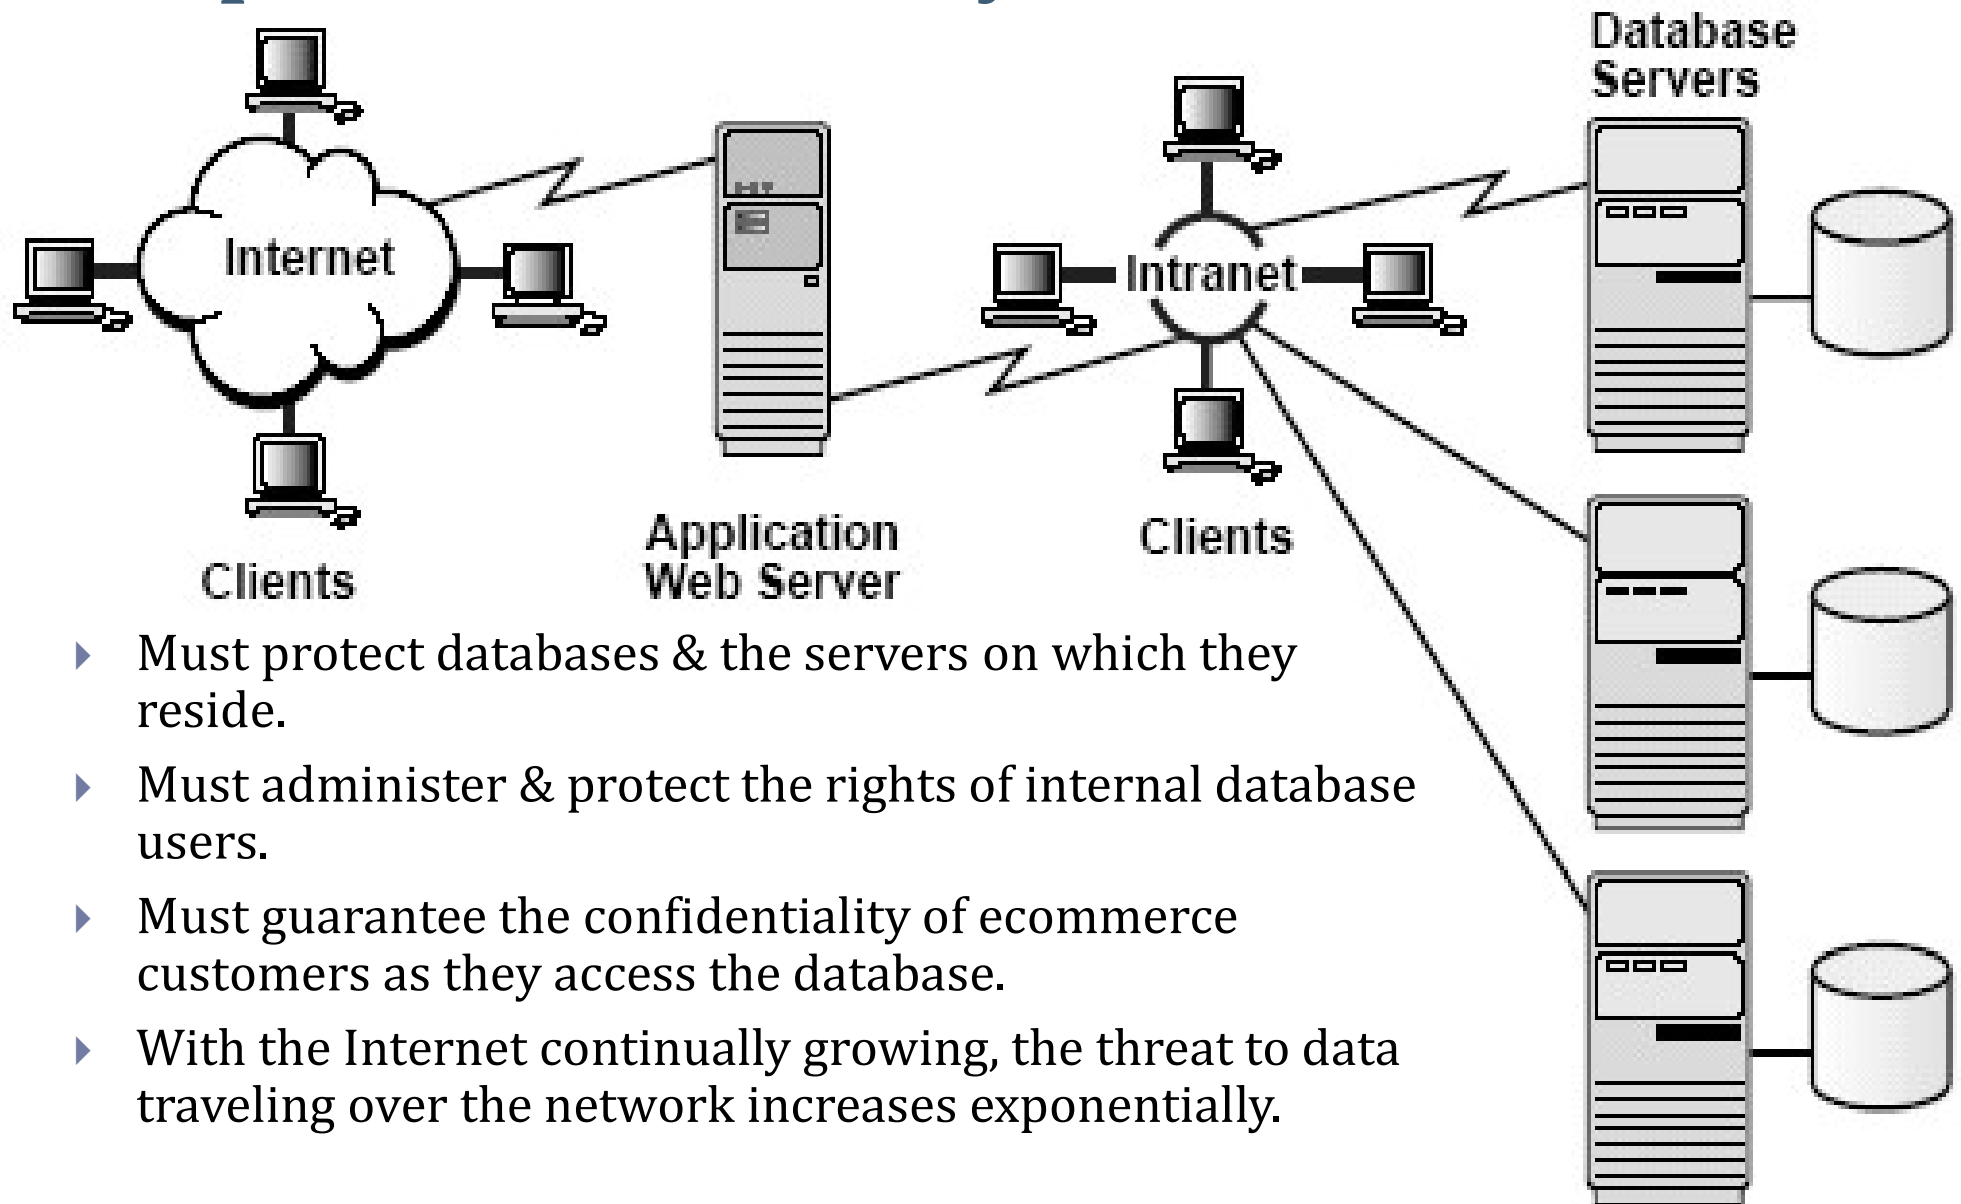 Database
Servers
Internet
Intranet
Application
Web Server
Clients
Clients
Must protect databases & the servers on which they
reside.
Must administer & protect the rights of internal database
users.
Must guarantee the confidentiality of ecommerce
customers as they access the database.
With the Internet continually growing, the threat to data
traveling over the network increases exponentially.